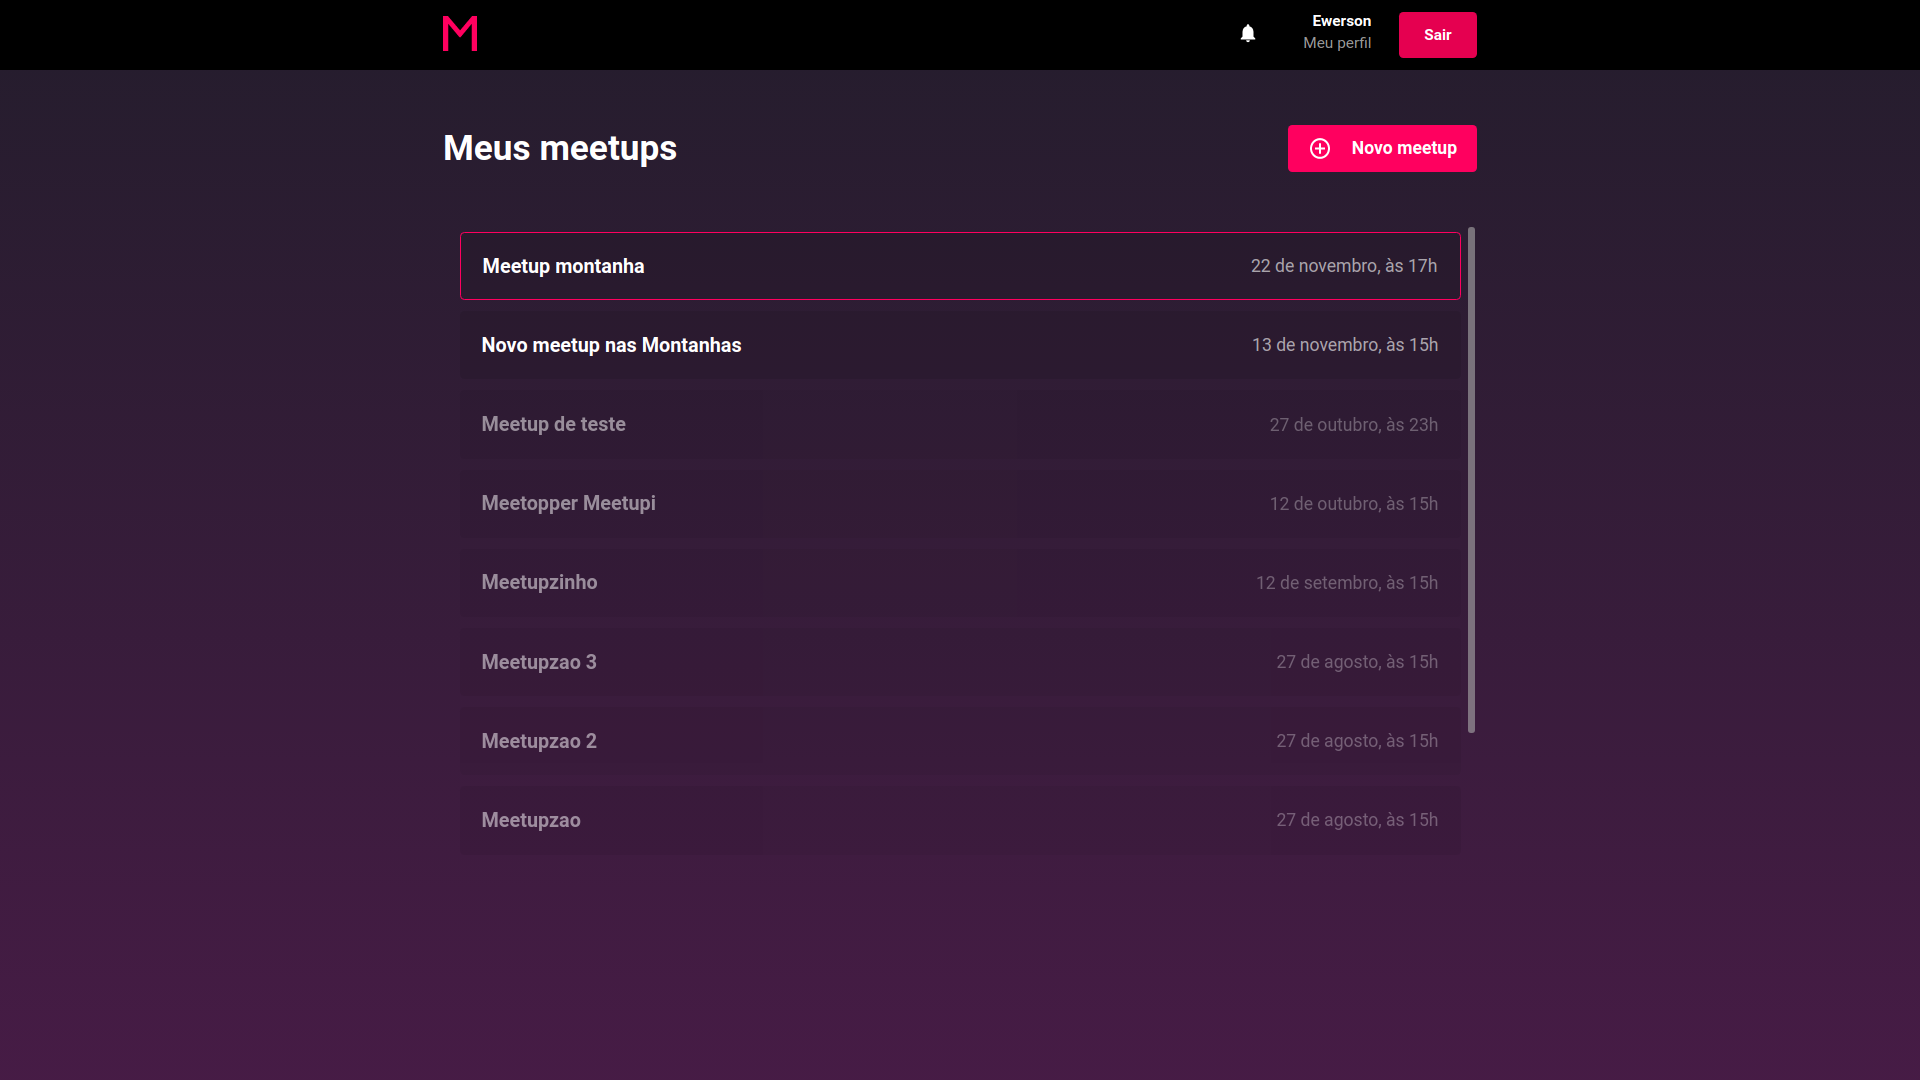 M
Ewerson
Meu perfil
Sair
Meus meetups
Novo meetup
Meetup montanha 22 de novembro, às 17h
Novo meetup nas Montanhas 13 de novembro, às 15h
Meetup de teste 27 de outubro, às 23h
Meetopper Meetupi 12 de outubro, às 15h
Meetupzinho 12 de setembro, às 15h
Meetupzao 3 27 de agosto, às 15h
Meetupzao 2 27 de agosto, às 15h
Meetupzao 27 de agosto, às 15h